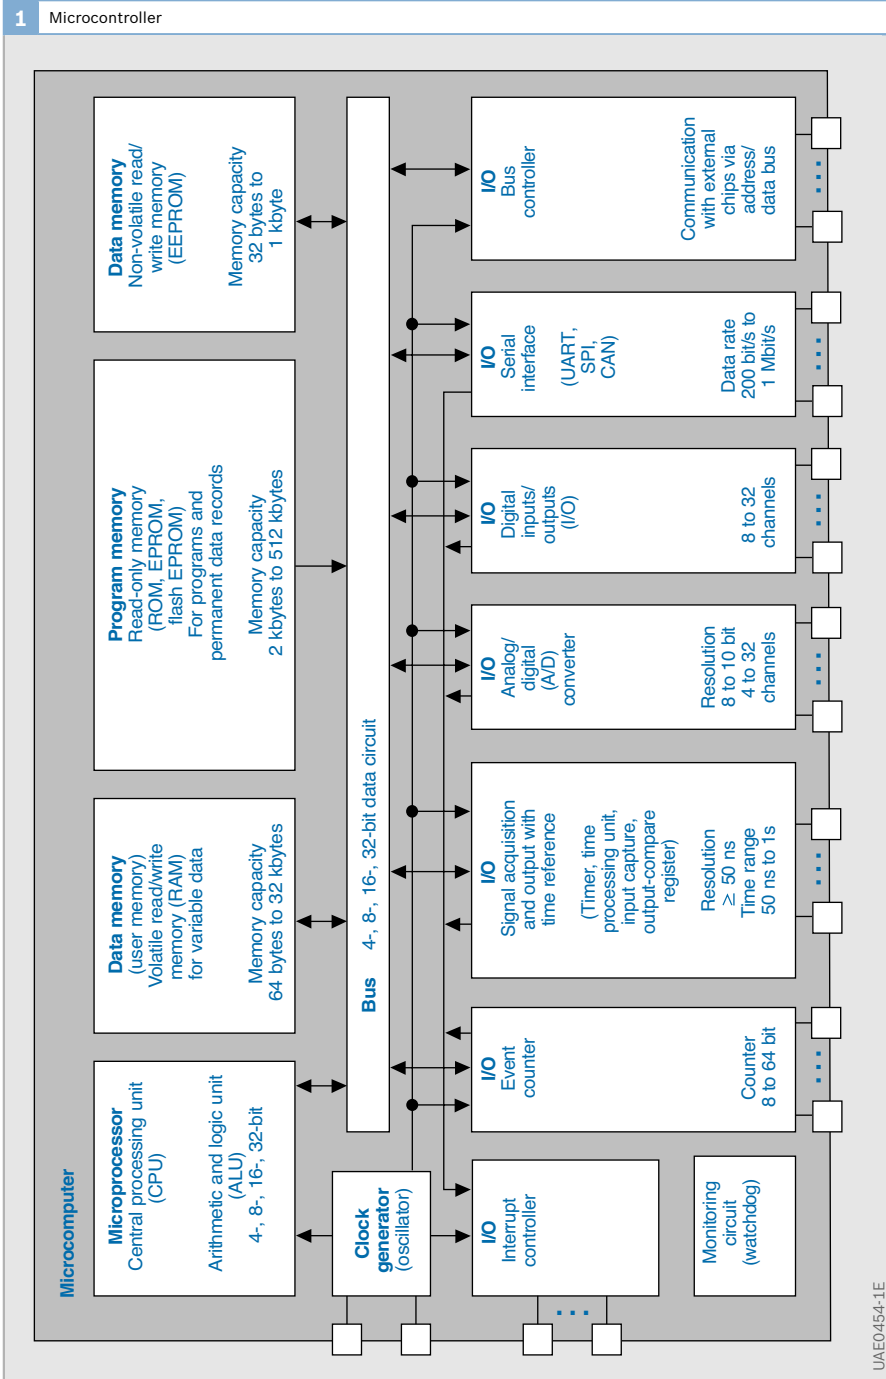 1 Microcontroller
Microcomputer
Microprocessor
Central processing unit
(CPU)
Arithmetic and logic unit
(ALU)
4-, 8-, 16-, 32-bit
Data memory
(user memory)
Volatile read/write
memory (RAM)
for variable data
Memory capacity
64 bytes to 32 kbytes
Program memory
Read-only memory
(ROM, EPROM,
flash EPROM)
For programs and
permanent data records
Memory capacity
2 kbytes to 512 kbytes
Data memory
Non-volatile read/
write memory
(EEPROM)
Memory capacity
32 bytes to
1 kbyte
Clock
generator
(oscillator)
Bus 4-, 8-, 16-, 32-bit data circuit
I/O
Interrupt
controller
Monitoring
circuit
(watchdog)
I/O
Event
counter
Counter
8 to 64 bit
I/O
Signal acquisition
and output with
time reference
(Timer, time
processing unit,
input capture,
output-compare
register)
Resolution
≥ 50 ns
Time range
50 ns to 1s
I/O
Analog/
digital
(A/D)
converter
Resolution
8 to 10 bit
4 to 32
channels
I/O
Digital
inputs/
outputs
(I/O)
8 to 32
channels
I/O
Serial
interface
(UART,
SPI,
CAN)
Data rate
200 bit/s to
1 Mbit/s
I/O
Bus
controller
Communication
with external
chips via
address/
data bus
UAE0454-1E